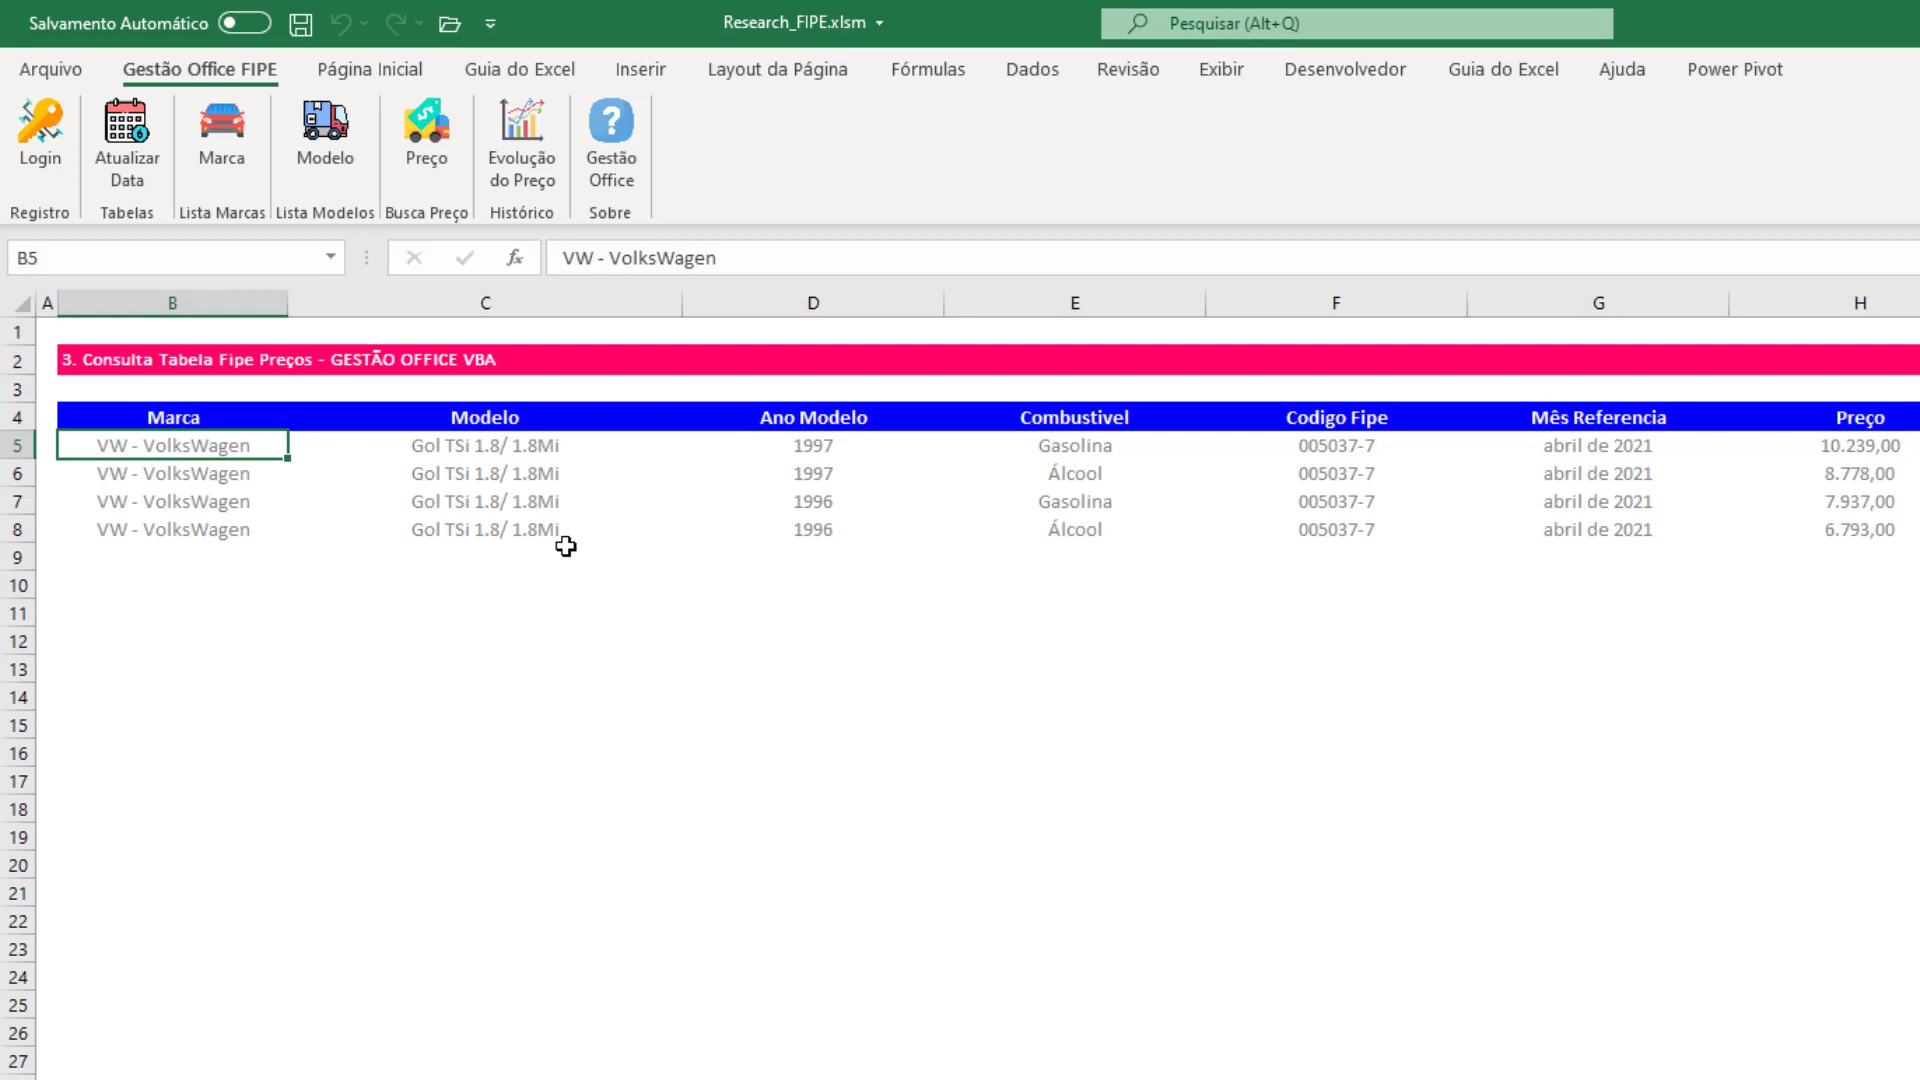 Salvamento Automático Research_FIPE.xlsm Pesquisar (Alt+Q)
Arquivo Gestão Office FIPE Página Inicial Guia do Excel Inserir Layout da Página Fórmulas Dados Revisão Exibir Desenvolvedor Guia do Excel Ajuda Power Pivot
Login Atualizar Data Marca Modelo Preço Evolução do Preço Gestão Office
Registro Tabelas Lista Marcas Lista Modelos Busca Preço Histórico Sobre
B5 fx VW - VolksWagen
A B C D E F G H
1
2 3. Consulta Tabela Fipe Preços - GESTÃO OFFICE VBA
3
4 Marca Modelo Ano Modelo Combustivel Codigo Fipe Mês Referencia Preço
5 VW - VolksWagen Gol TSi 1.8/ 1.8Mi 1997 Gasolina 005037-7 abril de 2021 10.239,00
6 VW - VolksWagen Gol TSi 1.8/ 1.8Mi 1997 Álcool 005037-7 abril de 2021 8.778,00
7 VW - VolksWagen Gol TSi 1.8/ 1.8Mi 1996 Gasolina 005037-7 abril de 2021 7.937,00
8 VW - VolksWagen Gol TSi 1.8/ 1.8Mi 1996 Álcool 005037-7 abril de 2021 6.793,00
9
10
11
12
13
14
15
16
17
18
19
20
21
22
23
24
25
26
27